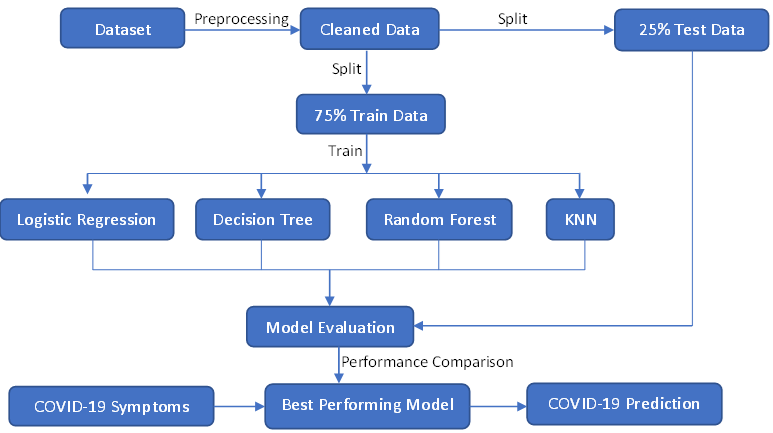 Dataset
Preprocessing
Cleaned Data
Split
25% Test Data
Split
75% Train Data
Train
Logistic Regression
Decision Tree
Random Forest
KNN
Model Evaluation
Performance Comparison
COVID-19 Symptoms
Best Performing Model
COVID-19 Prediction